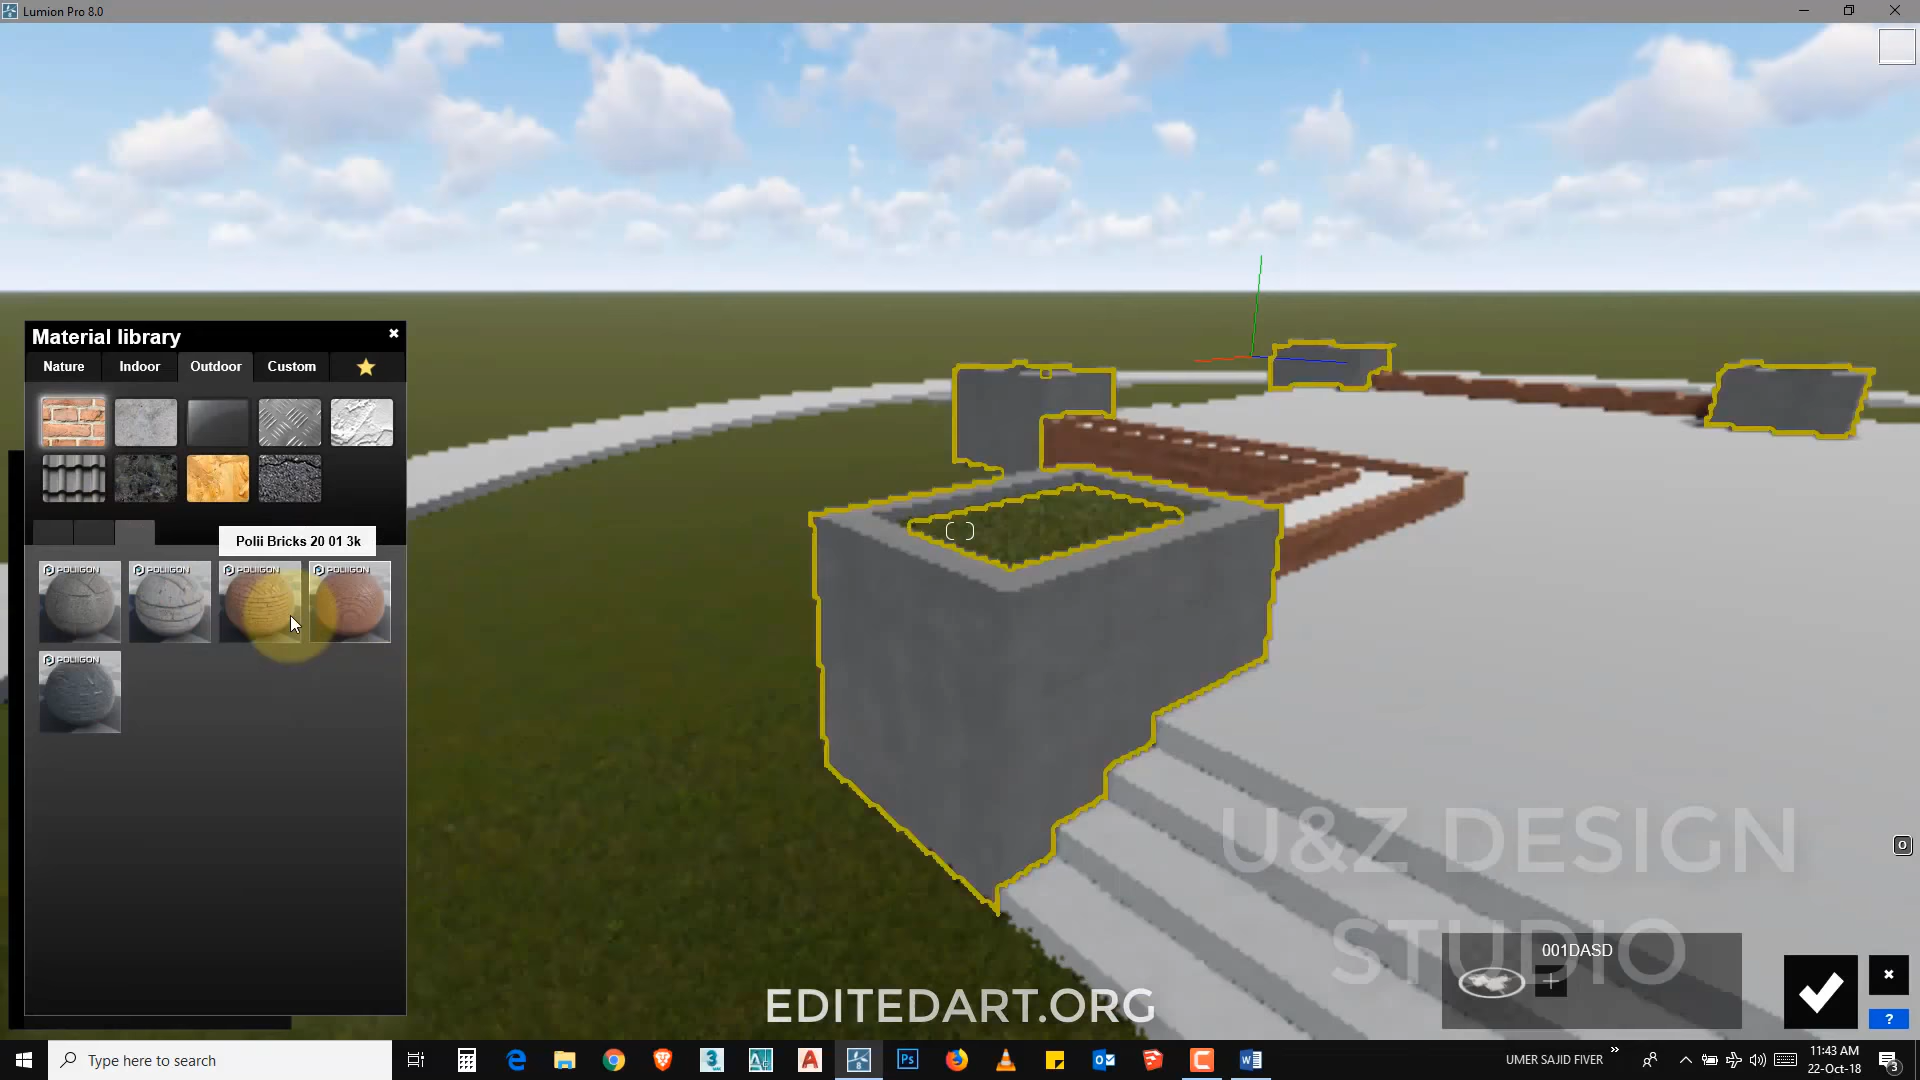 Lumion Pro 8.0
Material library
Nature
Indoor
Outdoor
Custom
Polii Bricks 20 01 3k
POLIIGON
POLIIGON
POLIIGON
POLIIGON
POLIIGON
U&Z DESIGN
STUDIO
001DASD
EDITEDART.ORG
O
?
Type here to search
UMER SAJID FIVER
11:43 AM
22-Oct-18
3